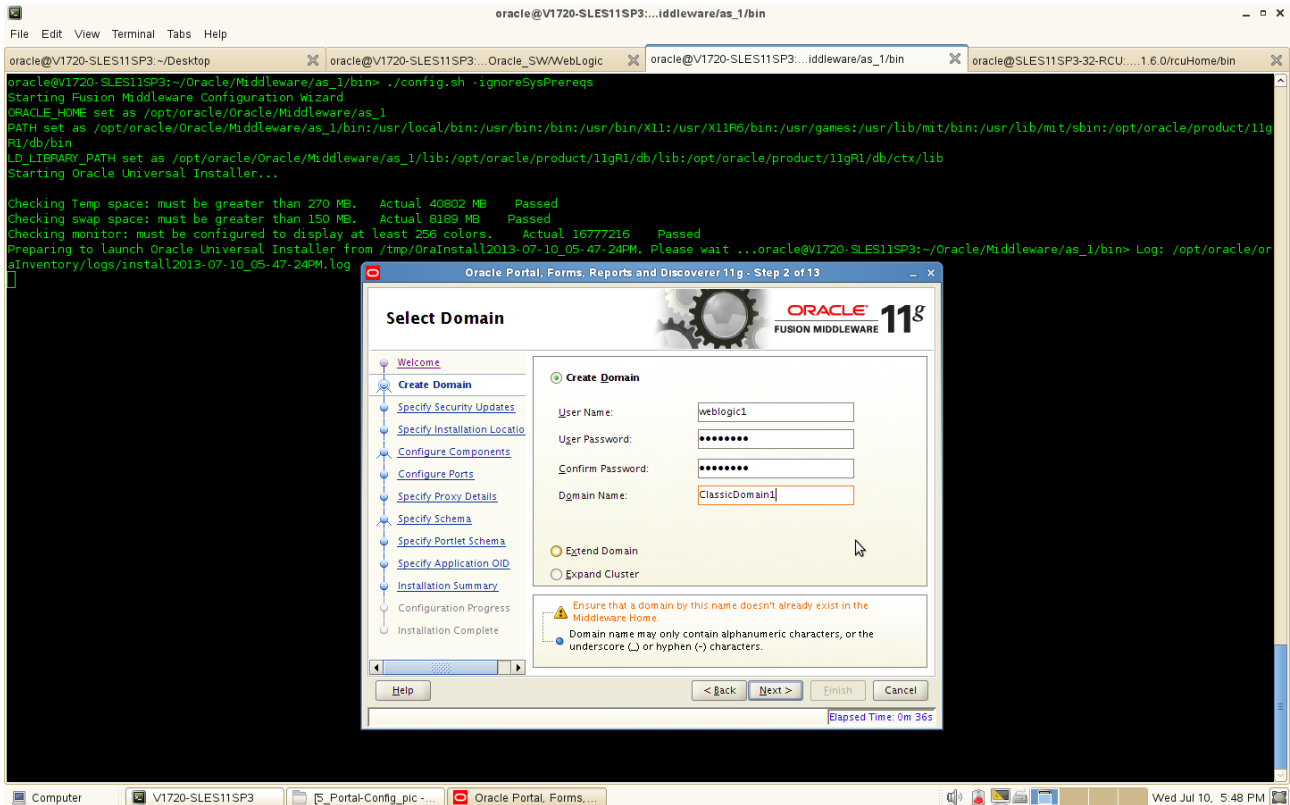 oracle@V1720-SLES11SP3:...iddleware/as_1/bin
File Edit View Terminal Tabs Help
oracle@V1720-SLES11SP3:~/Desktop
oracle@V1720-SLES11SP3:...Oracle_SW/WebLogic
oracle@V1720-SLES11SP3:...iddleware/as_1/bin
oracle@SLES11SP3-32-RCU:....1.6.0/rcuHome/bin
oracle@V1720-SLES11SP3:~/Oracle/Middleware/as_1/bin> ./config.sh -ignoreSysPrereqs
Starting Fusion Middleware Configuration Wizard
ORACLE_HOME set as /opt/oracle/Oracle/Middleware/as_1
PATH set as /opt/oracle/Oracle/Middleware/as_1/bin:/usr/local/bin:/usr/bin:/bin:/usr/bin/X11:/usr/X11R6/bin:/usr/games:/usr/lib/mit/bin:/usr/lib/mit/sbin:/opt/oracle/product/11g
R1/db/bin
LD_LIBRARY_PATH set as /opt/oracle/Oracle/Middleware/as_1/lib:/opt/oracle/product/11gR1/db/lib:/opt/oracle/product/11gR1/db/ctx/lib
Starting Oracle Universal Installer...
Checking Temp space: must be greater than 270 MB. Actual 40802 MB Passed
Checking swap space: must be greater than 150 MB. Actual 8189 MB Passed
Checking monitor: must be configured to display at least 256 colors. Actual 16777216 Passed
Preparing to launch Oracle Universal Installer from /tmp/OraInstall2013-07-10_05-47-24PM. Please wait ...oracle@V1720-SLES11SP3:~/Oracle/Middleware/as_1/bin> Log: /opt/oracle/or
aInventory/logs/install2013-07-10_05-47-24PM.log
Oracle Portal, Forms, Reports and Discoverer 11g - Step 2 of 13
Select Domain
ORACLE
FUSION MIDDLEWARE 11g
Welcome
Create Domain
Specify Security Updates
Specify Installation Locatio
Configure Components
Configure Ports
Specify Proxy Details
Specify Schema
Specify Portlet Schema
Specify Application OID
Installation Summary
Configuration Progress
Installation Complete
Create Domain
User Name: weblogic1
User Password: ••••••••
Confirm Password: ••••••••
Domain Name: ClassicDomain1
Extend Domain
Expand Cluster
Ensure that a domain by this name doesn't already exist in the
Middleware Home.
Domain name may only contain alphanumeric characters, or the
underscore (_) or hyphen (-) characters.
Help
< Back
Next >
Finish
Cancel
Elapsed Time: 0m 36s
Computer
V1720-SLES11SP3
[5_Portal-Config_pic -...
Oracle Portal, Forms,...
Wed Jul 10, 5:48 PM